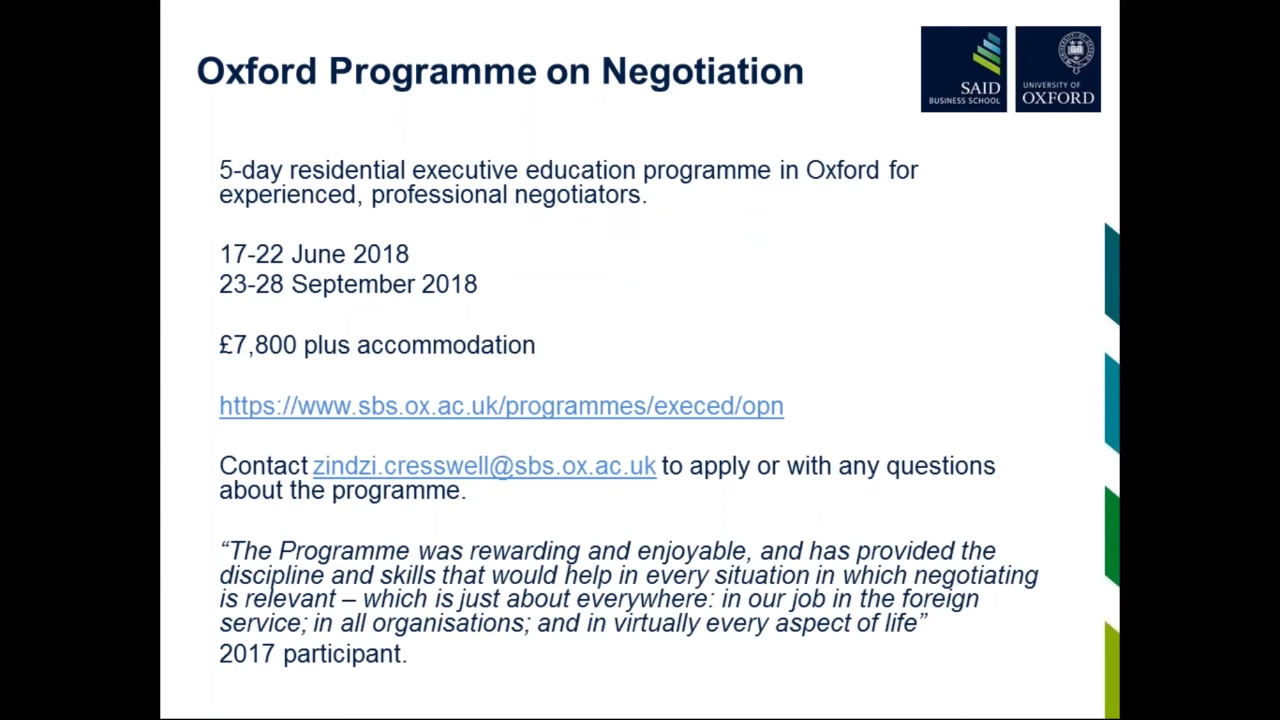 Oxford Programme on Negotiation
SAID
BUSINESS SCHOOL
UNIVERSITY OF
OXFORD
5-day residential executive education programme in Oxford for
experienced, professional negotiators.
17-22 June 2018
23-28 September 2018
£7,800 plus accommodation
https://www.sbs.ox.ac.uk/programmes/execed/opn
Contact zindzi.cresswell@sbs.ox.ac.uk to apply or with any questions
about the programme.
“The Programme was rewarding and enjoyable, and has provided the
discipline and skills that would help in every situation in which negotiating
is relevant – which is just about everywhere: in our job in the foreign
service; in all organisations; and in virtually every aspect of life”
2017 participant.